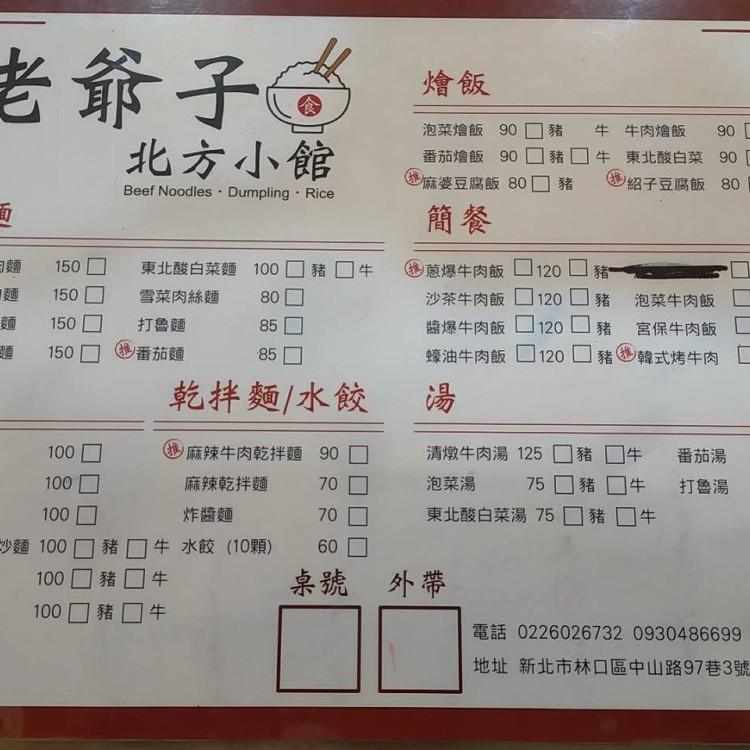 老爺子
食
北方小館
Beef Noodles · Dumpling · Rice
麵
肉麵 150 □ 東北酸白菜麵 100 □ 豬 □ 牛
麵 150 □ 雪菜肉絲麵 80 □
麵 150 □ 打魯麵 85 □
麵 150 □ 推 番茄麵 85 □
100 □
100 □
100 □
炒麵 100 □ 豬 □ 牛
100 □ 豬 □ 牛
100 □ 豬 □ 牛
乾拌麵/水餃
推 麻辣牛肉乾拌麵 90 □
麻辣乾拌麵 70 □
炸醬麵 70 □
水餃 (10顆) 60 □
燴飯
泡菜燴飯 90 □ 豬 牛 牛肉燴飯 90 □
番茄燴飯 90 □ 豬 □ 牛 東北酸白菜 90 □
推 麻婆豆腐飯 80 □ 豬 推 紹子豆腐飯 80 □
簡餐
推 蔥爆牛肉飯 □ 120 □ 豬 □
沙茶牛肉飯 □ 120 □ 豬 泡菜牛肉飯 □
醬爆牛肉飯 □ 120 □ 豬 宮保牛肉飯 □
蠔油牛肉飯 □ 120 □ 豬 推 韓式烤牛肉 □
湯
清燉牛肉湯 125 □ 豬 □ 牛 番茄湯
泡菜湯 75 □ 豬 □ 牛 打魯湯
東北酸白菜湯 75 □ 豬 □ 牛
桌號 外帶
電話 0226026732 0930486699
地址 新北市林口區中山路97巷3號